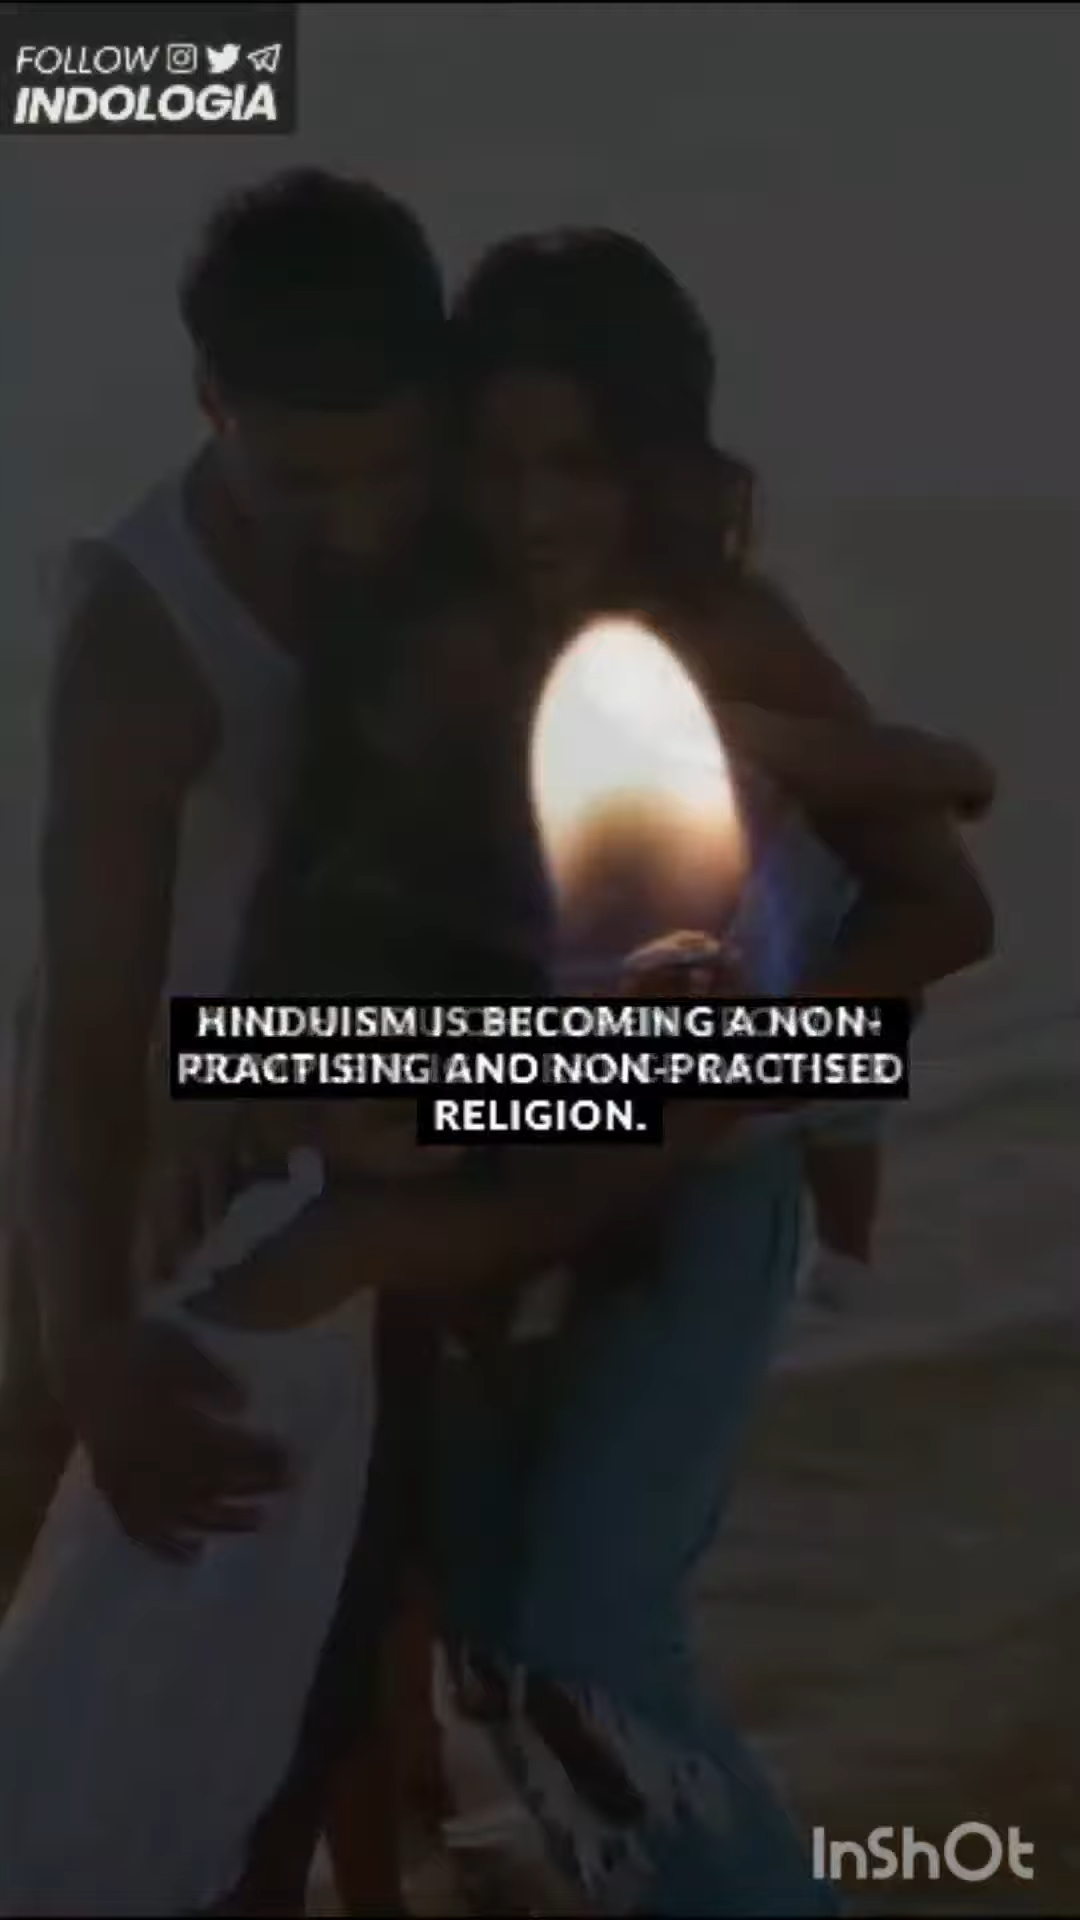 FOLLOW
INDOLOGIA
HINDUISM IS BECOMING A NON-
PRACTISING AND NON-PRACTISED
RELIGION.
InShOt